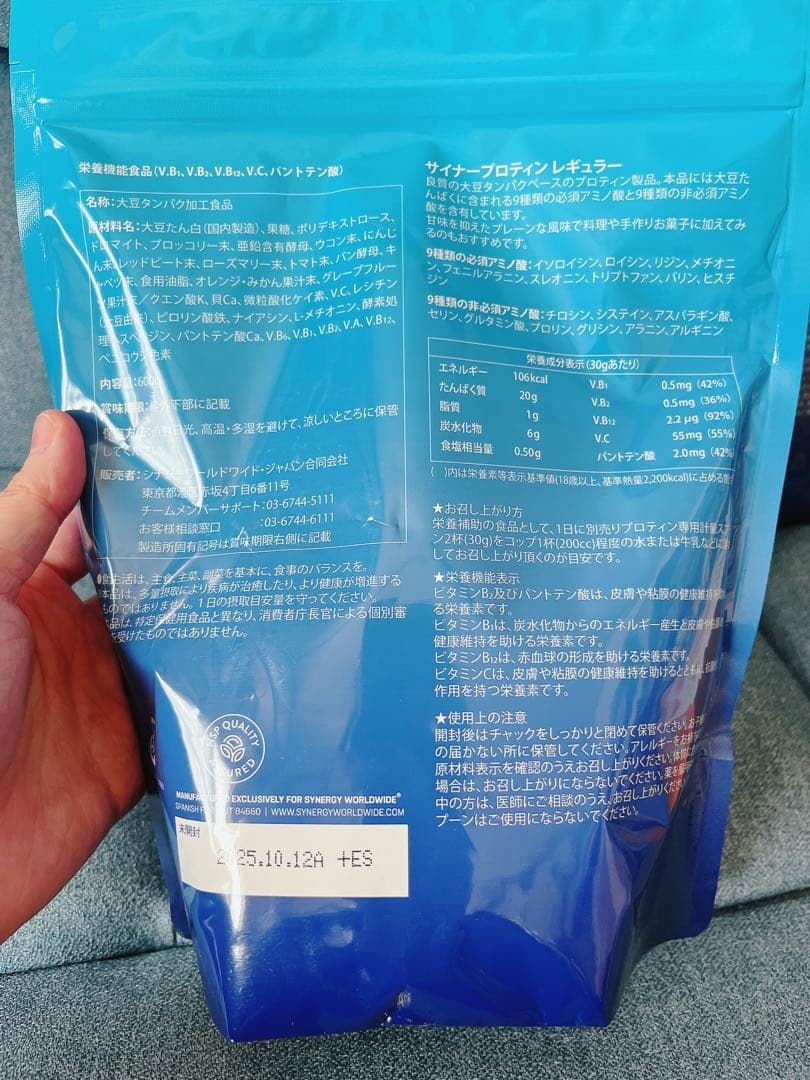 栄養機能食品(V.B1、V.B2、V.B12、V.C、パントテン酸)
名称：大豆タンパク加工食品
原材料名：大豆たん白(国内製造)、果糖、ポリデキストロース、
ドロマイト、ブロッコリー末、亜鉛含有酵母、ウコン末、にんじ
ん末、レッドビート末、ローズマリー末、トマト末、パン酵母、キ
ャベツ末、食用油脂、オレンジ・みかん果汁末、グレープフルー
ツ果汁末／クエン酸K、貝Ca、微粒酸化ケイ素、V.C、レシチン
(大豆由来)、ピロリン酸鉄、ナイアシン、L-メチオニン、酵素処
理ヘスペリジン、パントテン酸Ca、V.B6、V.B1、V.B2、V.A、V.B12、
ベニコウジ色素
内容量：600g
賞味期限：枠外下部に記載
保存方法：直射日光、高温・多湿を避けて、涼しいところに保管
してください。
販売者：シナジーワールドワイド・ジャパン合同会社
東京都港区赤坂4丁目6番11号
チームメンバーサポート：03-6744-5111
お客様相談窓口 ：03-6744-6111
製造所固有記号は賞味期限右側に記載
●食生活は、主食、主菜、副菜を基本に、食事のバランスを。
本品は、多量摂取により疾病が治癒したり、より健康が増進する
ものではありません。1日の摂取目安量を守ってください。
本品は、特定保健用食品と異なり、消費者庁長官による個別審
を受けたものではありません。
NSP QUALITY
ASSURED
MANUFACTURED EXCLUSIVELY FOR SYNERGY WORLDWIDE®
SPANISH FORK, UT 84660 | WWW.SYNERGYWORLDWIDE.COM
未開封
2025.10.12A +ES
サイナープロティン レギュラー
良質の大豆タンパクベースのプロティン製品。本品には大豆た
んぱくに含まれる9種類の必須アミノ酸と9種類の非必須アミノ
酸を含有しています。
甘味を抑えたプレーンな風味で料理や手作りお菓子に加えてみ
るのもおすすめです。
9種類の必須アミノ酸：イソロイシン、ロイシン、リジン、メチオニ
ン、フェニルアラニン、スレオニン、トリプトファン、バリン、ヒスチ
ジン
9種類の非必須アミノ酸：チロシン、システイン、アスパラギン酸、
セリン、グルタミン酸、プロリン、グリシン、アラニン、アルギニン
栄養成分表示(30gあたり)
エネルギー 106kcal V.B1 0.5mg (42%)
たんぱく質 20g V.B2 0.5mg (36%)
脂質 1g V.B12 2.2μg (92%)
炭水化物 6g V.C 55mg (55%)
食塩相当量 0.50g パントテン酸 2.0mg (42%
( )内は栄養素等表示基準値(18歳以上、基準熱量2,200kcal)に占める割
★お召し上がり方
栄養補助の食品として、1日に別売りプロティン専用計量ス
ン2杯(30g)をコップ1杯(200cc)程度の水または牛乳などに
してお召し上がり頂くのが目安です。
★栄養機能表示
ビタミンB2及びパントテン酸は、皮膚や粘膜の健康維持を
る栄養素です。
ビタミンB1は、炭水化物からのエネルギー産生と皮膚や粘膜
健康維持を助ける栄養素です。
ビタミンB12は、赤血球の形成を助ける栄養素です。
ビタミンCは、皮膚や粘膜の健康維持を助けるとともに、抗酸
作用を持つ栄養素です。
★使用上の注意
開封後はチャックをしっかりと閉めて保管ください。お子
の届かない所に保管してください。アレルギーをお持
原材料表示を確認のうえお召し上がりください。体質に
場合は、お召し上がりにならないでください。薬を
中の方は、医師にご相談のうえ、お召し上がりください。
プーンはご使用にならないでください。